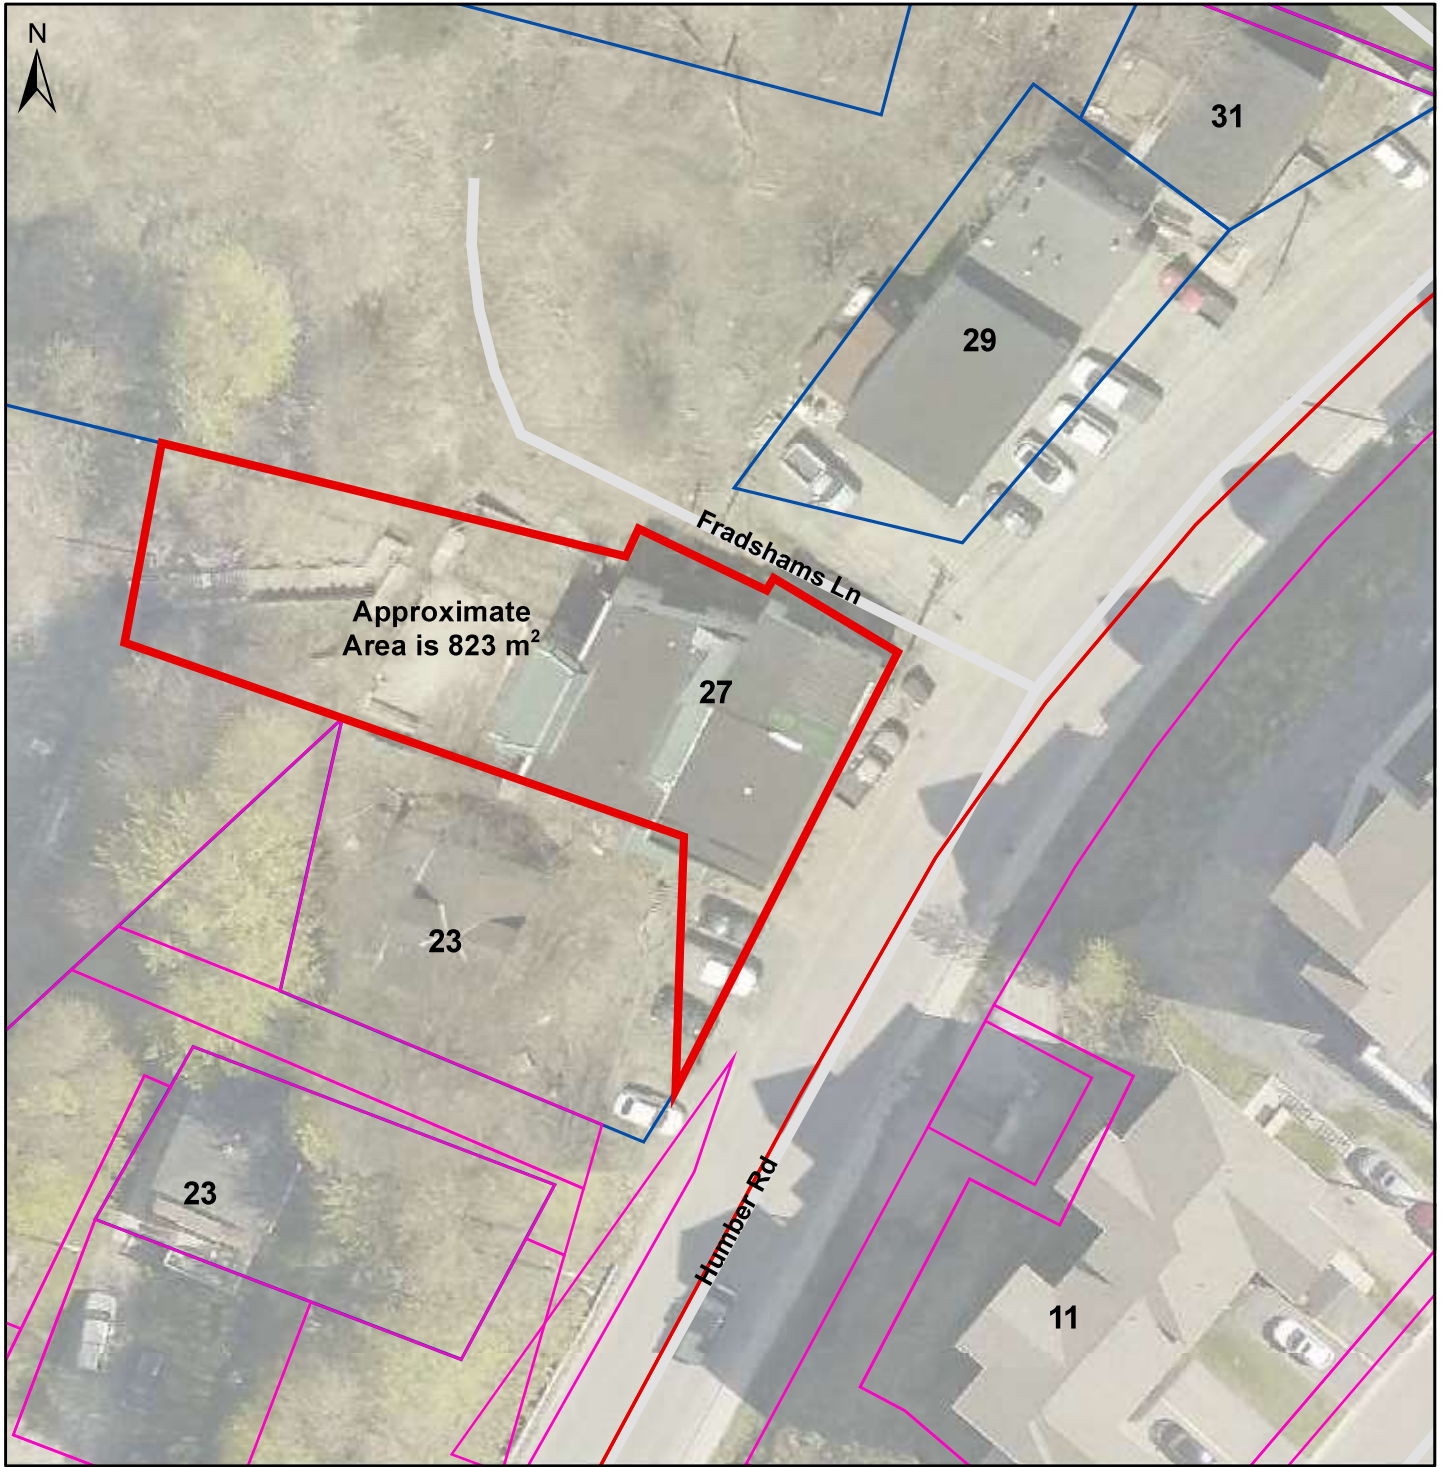 N
31
29
Fradshams Ln
Approximate
Area is 823 m²
27
23
23
Humber Rd
11